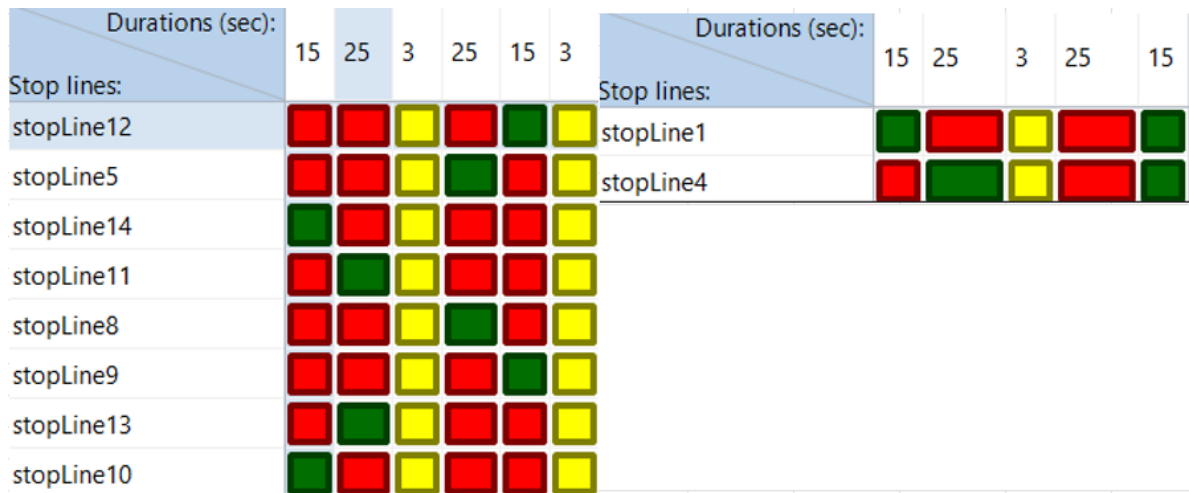 Durations (sec):
15 25 3 25 15 3
Stop lines:
stopLine12
stopLine5
stopLine14
stopLine11
stopLine8
stopLine9
stopLine13
stopLine10
Durations (sec):
15 25 3 25 15
Stop lines:
stopLine1
stopLine4